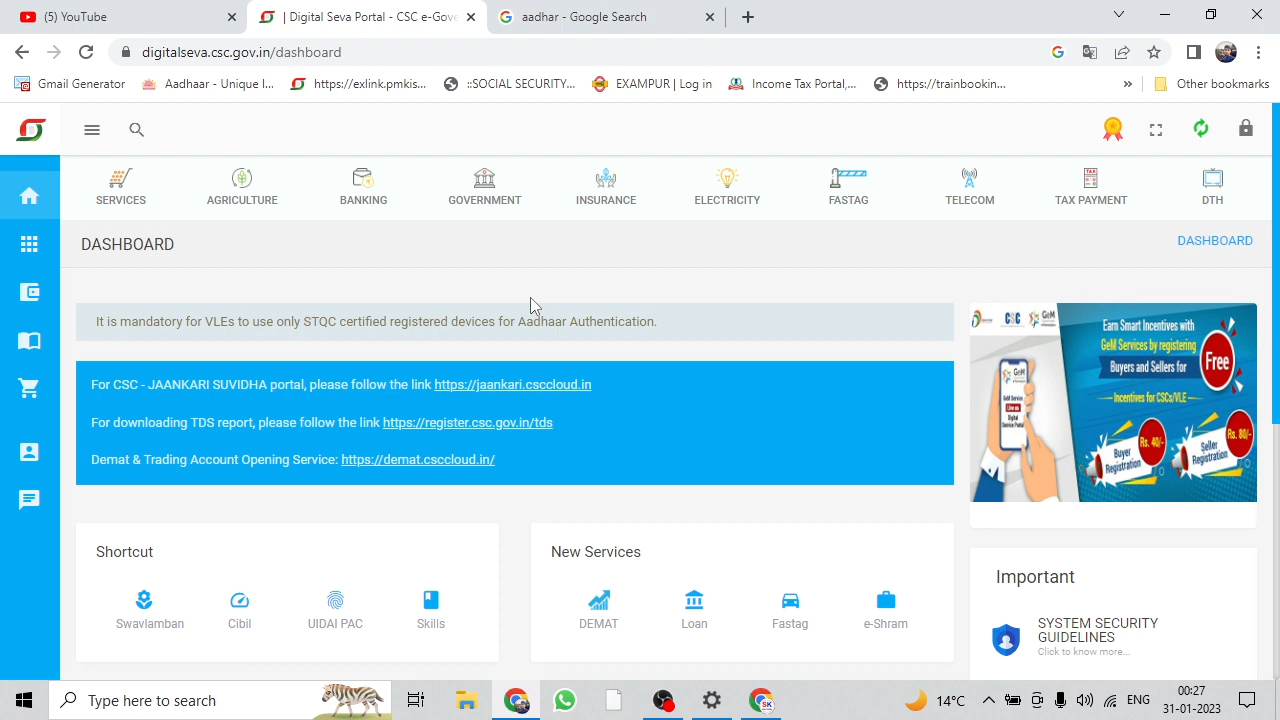 (5) YouTube
| Digital Seva Portal - CSC e-Gove
aadhar - Google Search
digitalseva.csc.gov.in/dashboard
Gmail Generator
Aadhaar - Unique I...
https://exlink.pmkis...
::SOCIAL SECURITY...
EXAMPUR | Log in
Income Tax Portal,...
https://trainbookin...
»
Other bookmarks
SERVICES
AGRICULTURE
BANKING
GOVERNMENT
INSURANCE
ELECTRICITY
FASTAG
TELECOM
TAX PAYMENT
DTH
DASHBOARD
DASHBOARD
It is mandatory for VLEs to use only STQC certified registered devices for Aadhaar Authentication.
For CSC - JAANKARI SUVIDHA portal, please follow the link https://jaankari.csccloud.in
For downloading TDS report, please follow the link https://register.csc.gov.in/tds
Demat & Trading Account Opening Service: https://demat.csccloud.in/
CSC
GeM
Earn Smart Incentives with
GeM Services by registering
Buyers and Sellers for
Free
Incentives for CSCs/VLE
Rs. 40/-
Buyer
Registration
Rs. 80/-
Seller
Registration
Shortcut
Swavlamban
Cibil
UIDAI PAC
Skills
New Services
DEMAT
Loan
Fastag
e-Shram
Important
SYSTEM SECURITY
GUIDELINES
Click to know more...
Type here to search
SK
14°C
ENG
00:27
31-01-2023